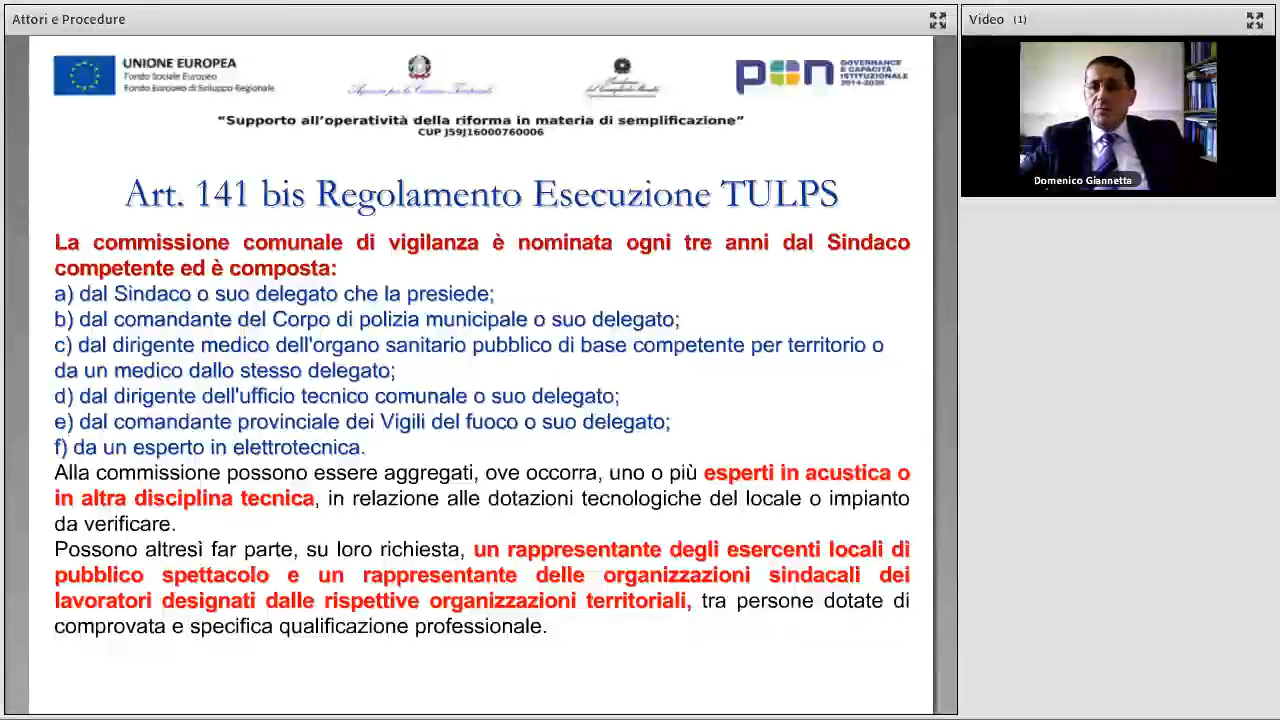 Attori e Procedure
Video (1)
UNIONE EUROPEA
Fondo Sociale Europeo
Fondo Europeo di Sviluppo Regionale
Agenzia per la Coesione Territoriale
pon
GOVERNANCE
E CAPACITÀ
ISTITUZIONALE
2014-2020
“Supporto all’operatività della riforma in materia di semplificazione”
CUP J59J16000760006
Domenico Giannetta
Art. 141 bis Regolamento Esecuzione TULPS
La commissione comunale di vigilanza è nominata ogni tre anni dal Sindaco
competente ed è composta:
a) dal Sindaco o suo delegato che la presiede;
b) dal comandante del Corpo di polizia municipale o suo delegato;
c) dal dirigente medico dell'organo sanitario pubblico di base competente per territorio o
da un medico dallo stesso delegato;
d) dal dirigente dell'ufficio tecnico comunale o suo delegato;
e) dal comandante provinciale dei Vigili del fuoco o suo delegato;
f) da un esperto in elettrotecnica.
Alla commissione possono essere aggregati, ove occorra, uno o più esperti in acustica o
in altra disciplina tecnica, in relazione alle dotazioni tecnologiche del locale o impianto
da verificare.
Possono altresì far parte, su loro richiesta, un rappresentante degli esercenti locali di
pubblico spettacolo e un rappresentante delle organizzazioni sindacali dei
lavoratori designati dalle rispettive organizzazioni territoriali, tra persone dotate di
comprovata e specifica qualificazione professionale.